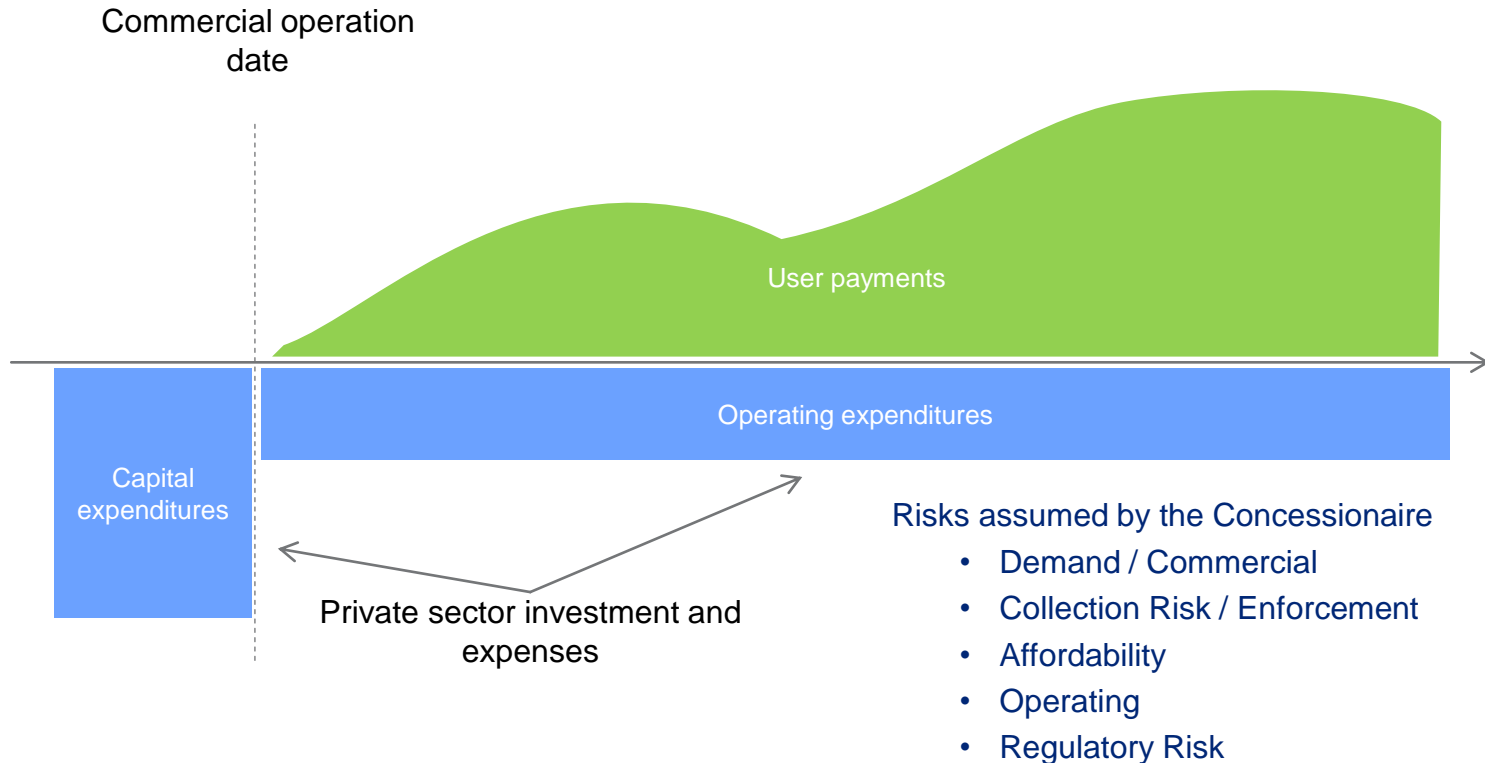 Commercial operation
date
User payments
Operating expenditures
Capital
expenditures
Private sector investment and
expenses
Risks assumed by the Concessionaire
• Demand / Commercial
• Collection Risk / Enforcement
• Affordability
• Operating
• Regulatory Risk